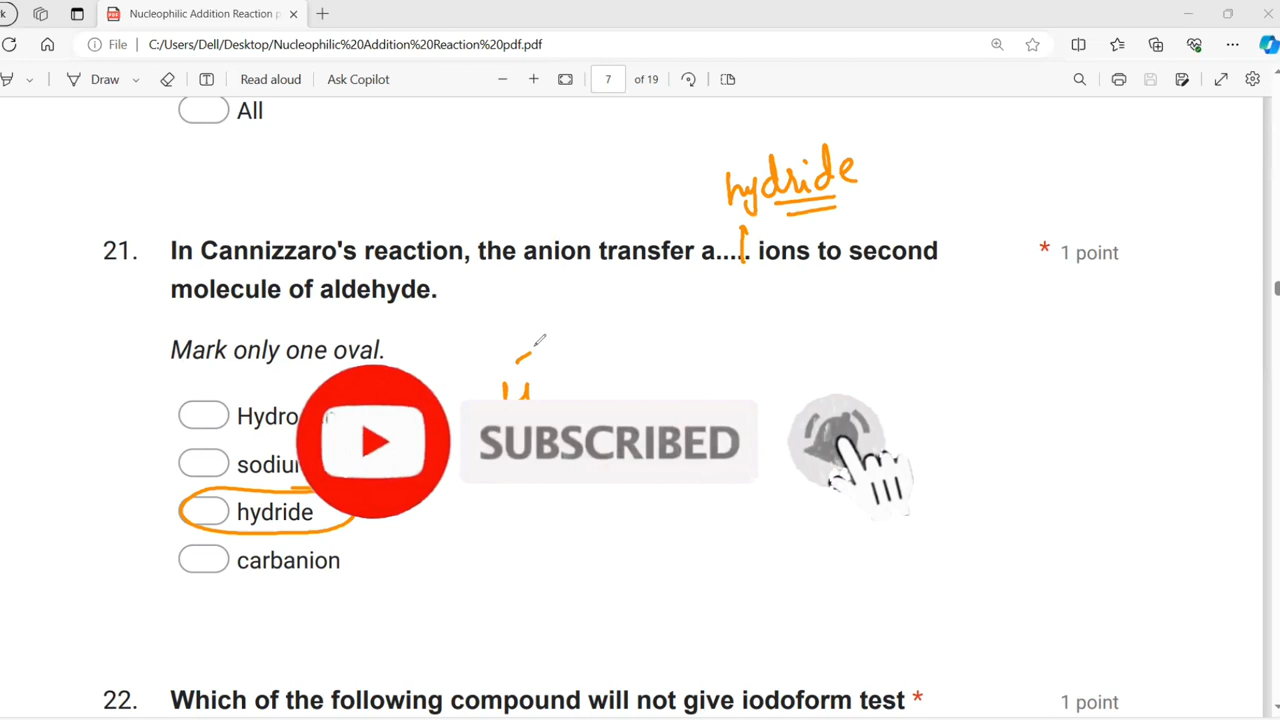 Nucleophilic Addition Reaction p
File C:/Users/Dell/Desktop/Nucleophilic%20Addition%20Reaction%20pdf.pdf
Draw Read aloud Ask Copilot 7 of 19
All
hydride
21. In Cannizzaro's reaction, the anion transfer a..... ions to second * 1 point
molecule of aldehyde.
Mark only one oval.
SUBSCRIBED
hydride
carbanion
22. Which of the following compound will not give iodoform test * 1 point